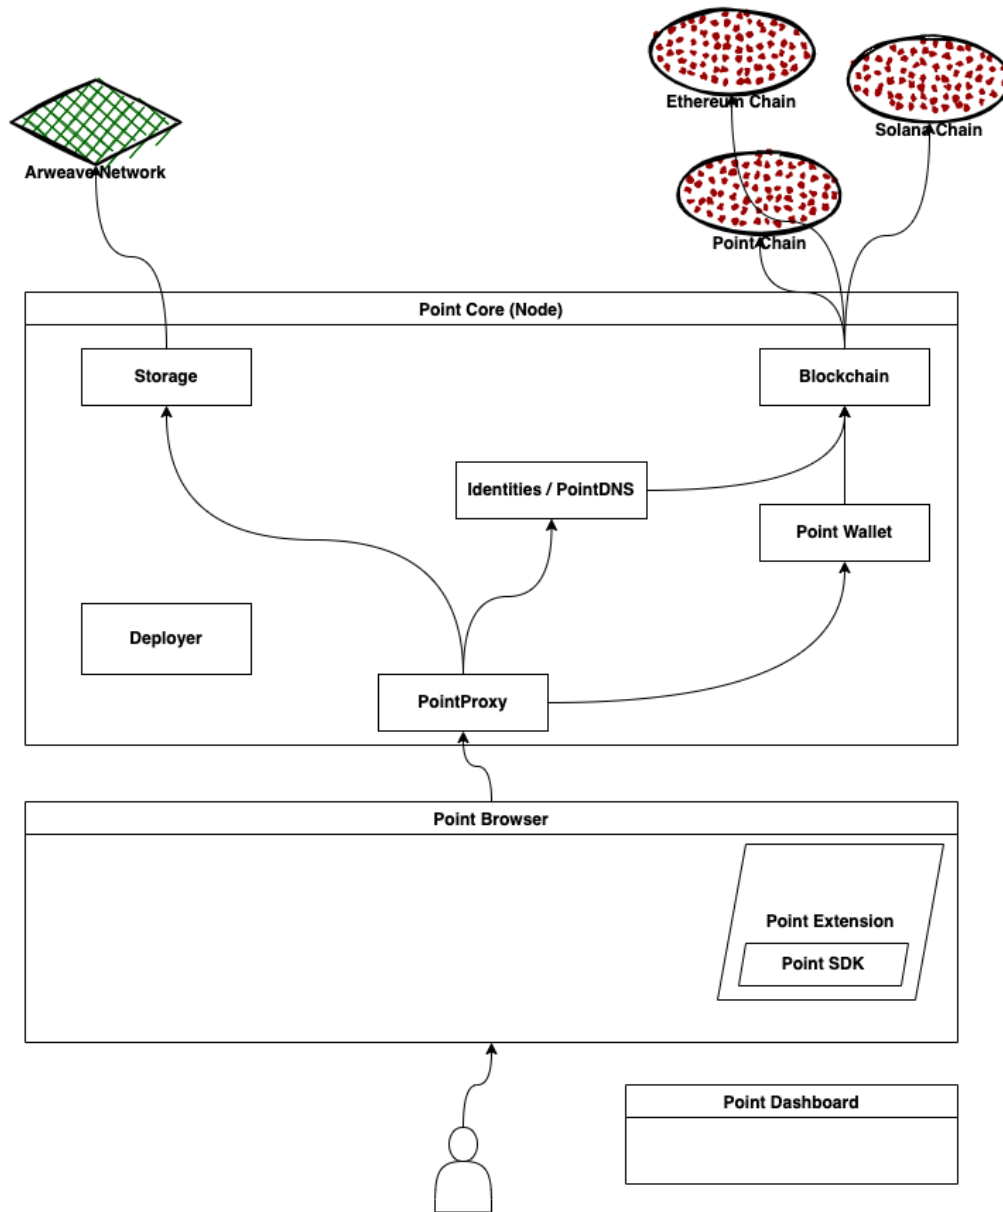 Ethereum Chain
Solana Chain
Arweave Network
Point Chain
Point Core (Node)
Storage
Blockchain
Identities / PointDNS
Point Wallet
Deployer
PointProxy
Point Browser
Point Extension
Point SDK
Point Dashboard